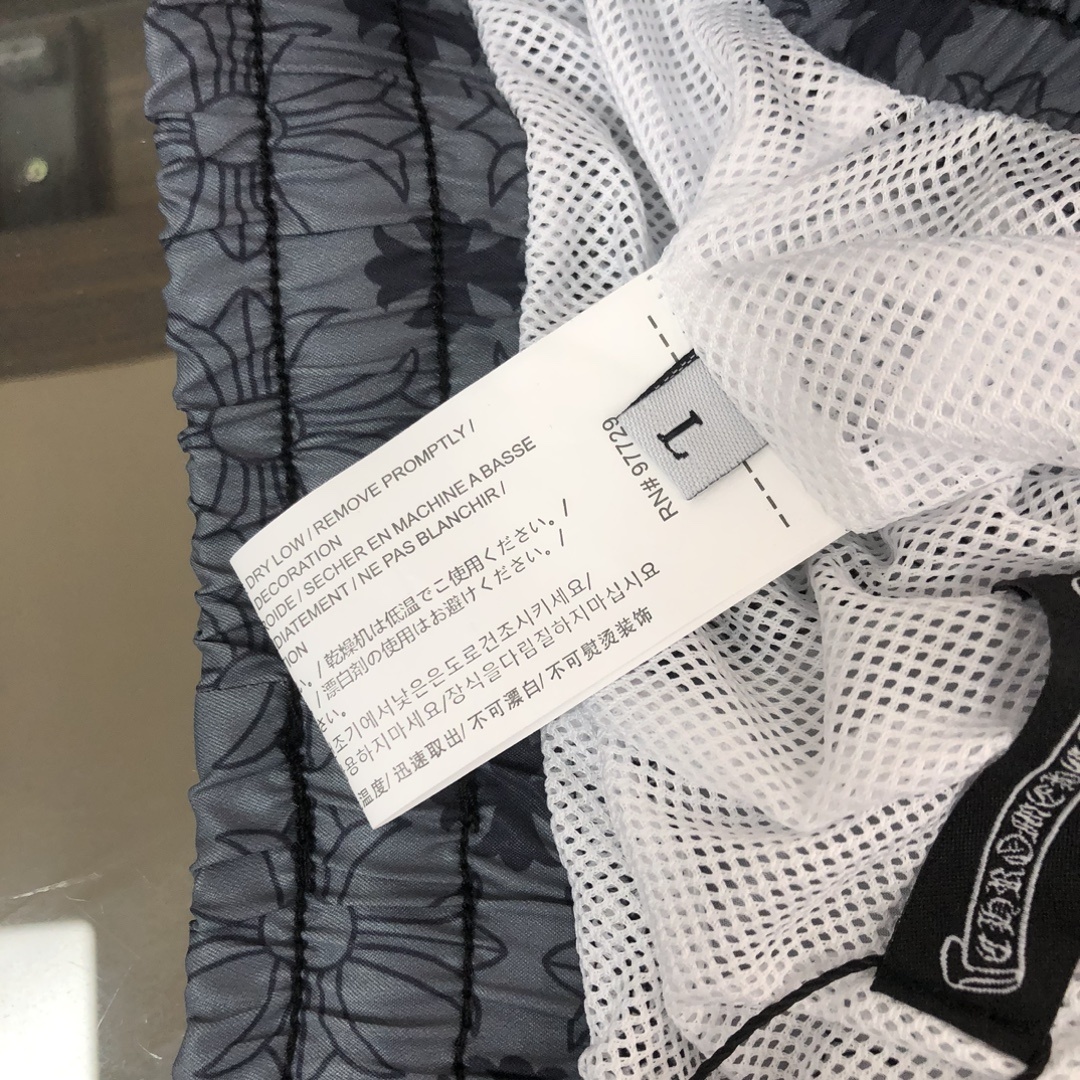 DRY LOW / REMOVE PROMPTLY /
DECORATION
OIDE / SECHER EN MACHINE A BASSE
DIATEMENT / NE PAS BLANCHIR /
ION
い。/ 乾燥机は低温でご使用ください。/
/ 漂白剤の使用はお避けください。/
さい。
조기에서낮은온도로건조시키세요/
용하지마세요/장식을다림질하지마십시요
温度/ 迅速取出/ 不可漂白/ 不可熨烫装饰
RN# 97729
L
CHROME